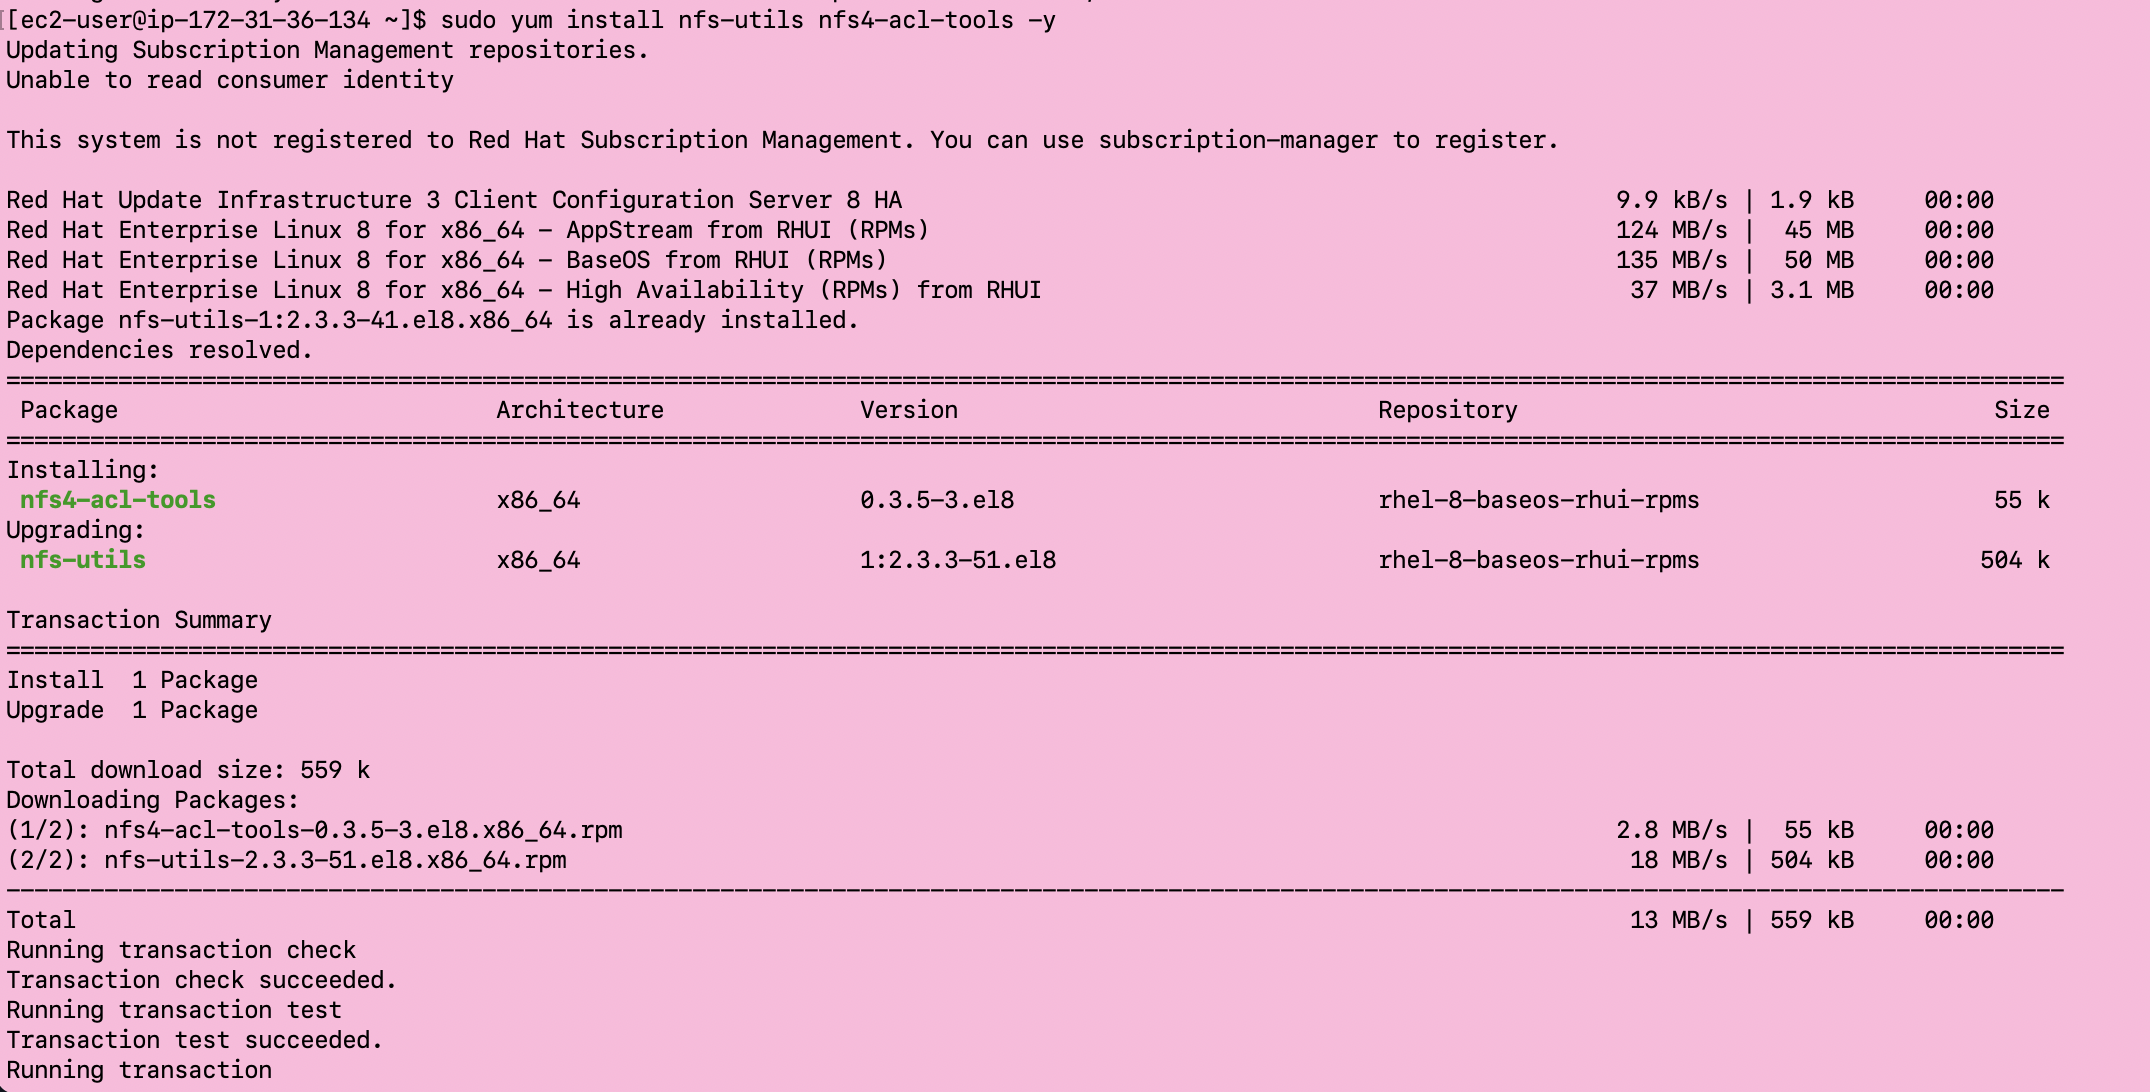 [[ec2-user@ip-172-31-36-134 ~]$ sudo yum install nfs-utils nfs4-acl-tools -y
Updating Subscription Management repositories.
Unable to read consumer identity
This system is not registered to Red Hat Subscription Management. You can use subscription-manager to register.
Red Hat Update Infrastructure 3 Client Configuration Server 8 HA 9.9 kB/s | 1.9 kB 00:00
Red Hat Enterprise Linux 8 for x86_64 - AppStream from RHUI (RPMs) 124 MB/s | 45 MB 00:00
Red Hat Enterprise Linux 8 for x86_64 - BaseOS from RHUI (RPMs) 135 MB/s | 50 MB 00:00
Red Hat Enterprise Linux 8 for x86_64 - High Availability (RPMs) from RHUI 37 MB/s | 3.1 MB 00:00
Package nfs-utils-1:2.3.3-41.el8.x86_64 is already installed.
Dependencies resolved.
Package Architecture Version Repository Size
Installing:
nfs4-acl-tools x86_64 0.3.5-3.el8 rhel-8-baseos-rhui-rpms 55 k
Upgrading:
nfs-utils x86_64 1:2.3.3-51.el8 rhel-8-baseos-rhui-rpms 504 k
Transaction Summary
Install 1 Package
Upgrade 1 Package
Total download size: 559 k
Downloading Packages:
(1/2): nfs4-acl-tools-0.3.5-3.el8.x86_64.rpm 2.8 MB/s | 55 kB 00:00
(2/2): nfs-utils-2.3.3-51.el8.x86_64.rpm 18 MB/s | 504 kB 00:00
Total 13 MB/s | 559 kB 00:00
Running transaction check
Transaction check succeeded.
Running transaction test
Transaction test succeeded.
Running transaction